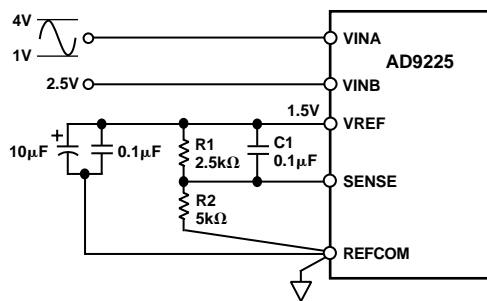 4V
1V
VINA
AD9225
2.5V
VINB
1.5V
VREF
10µF
+
0.1µF
R1
2.5kΩ
C1
0.1µF
SENSE
R2
5kΩ
REFCOM